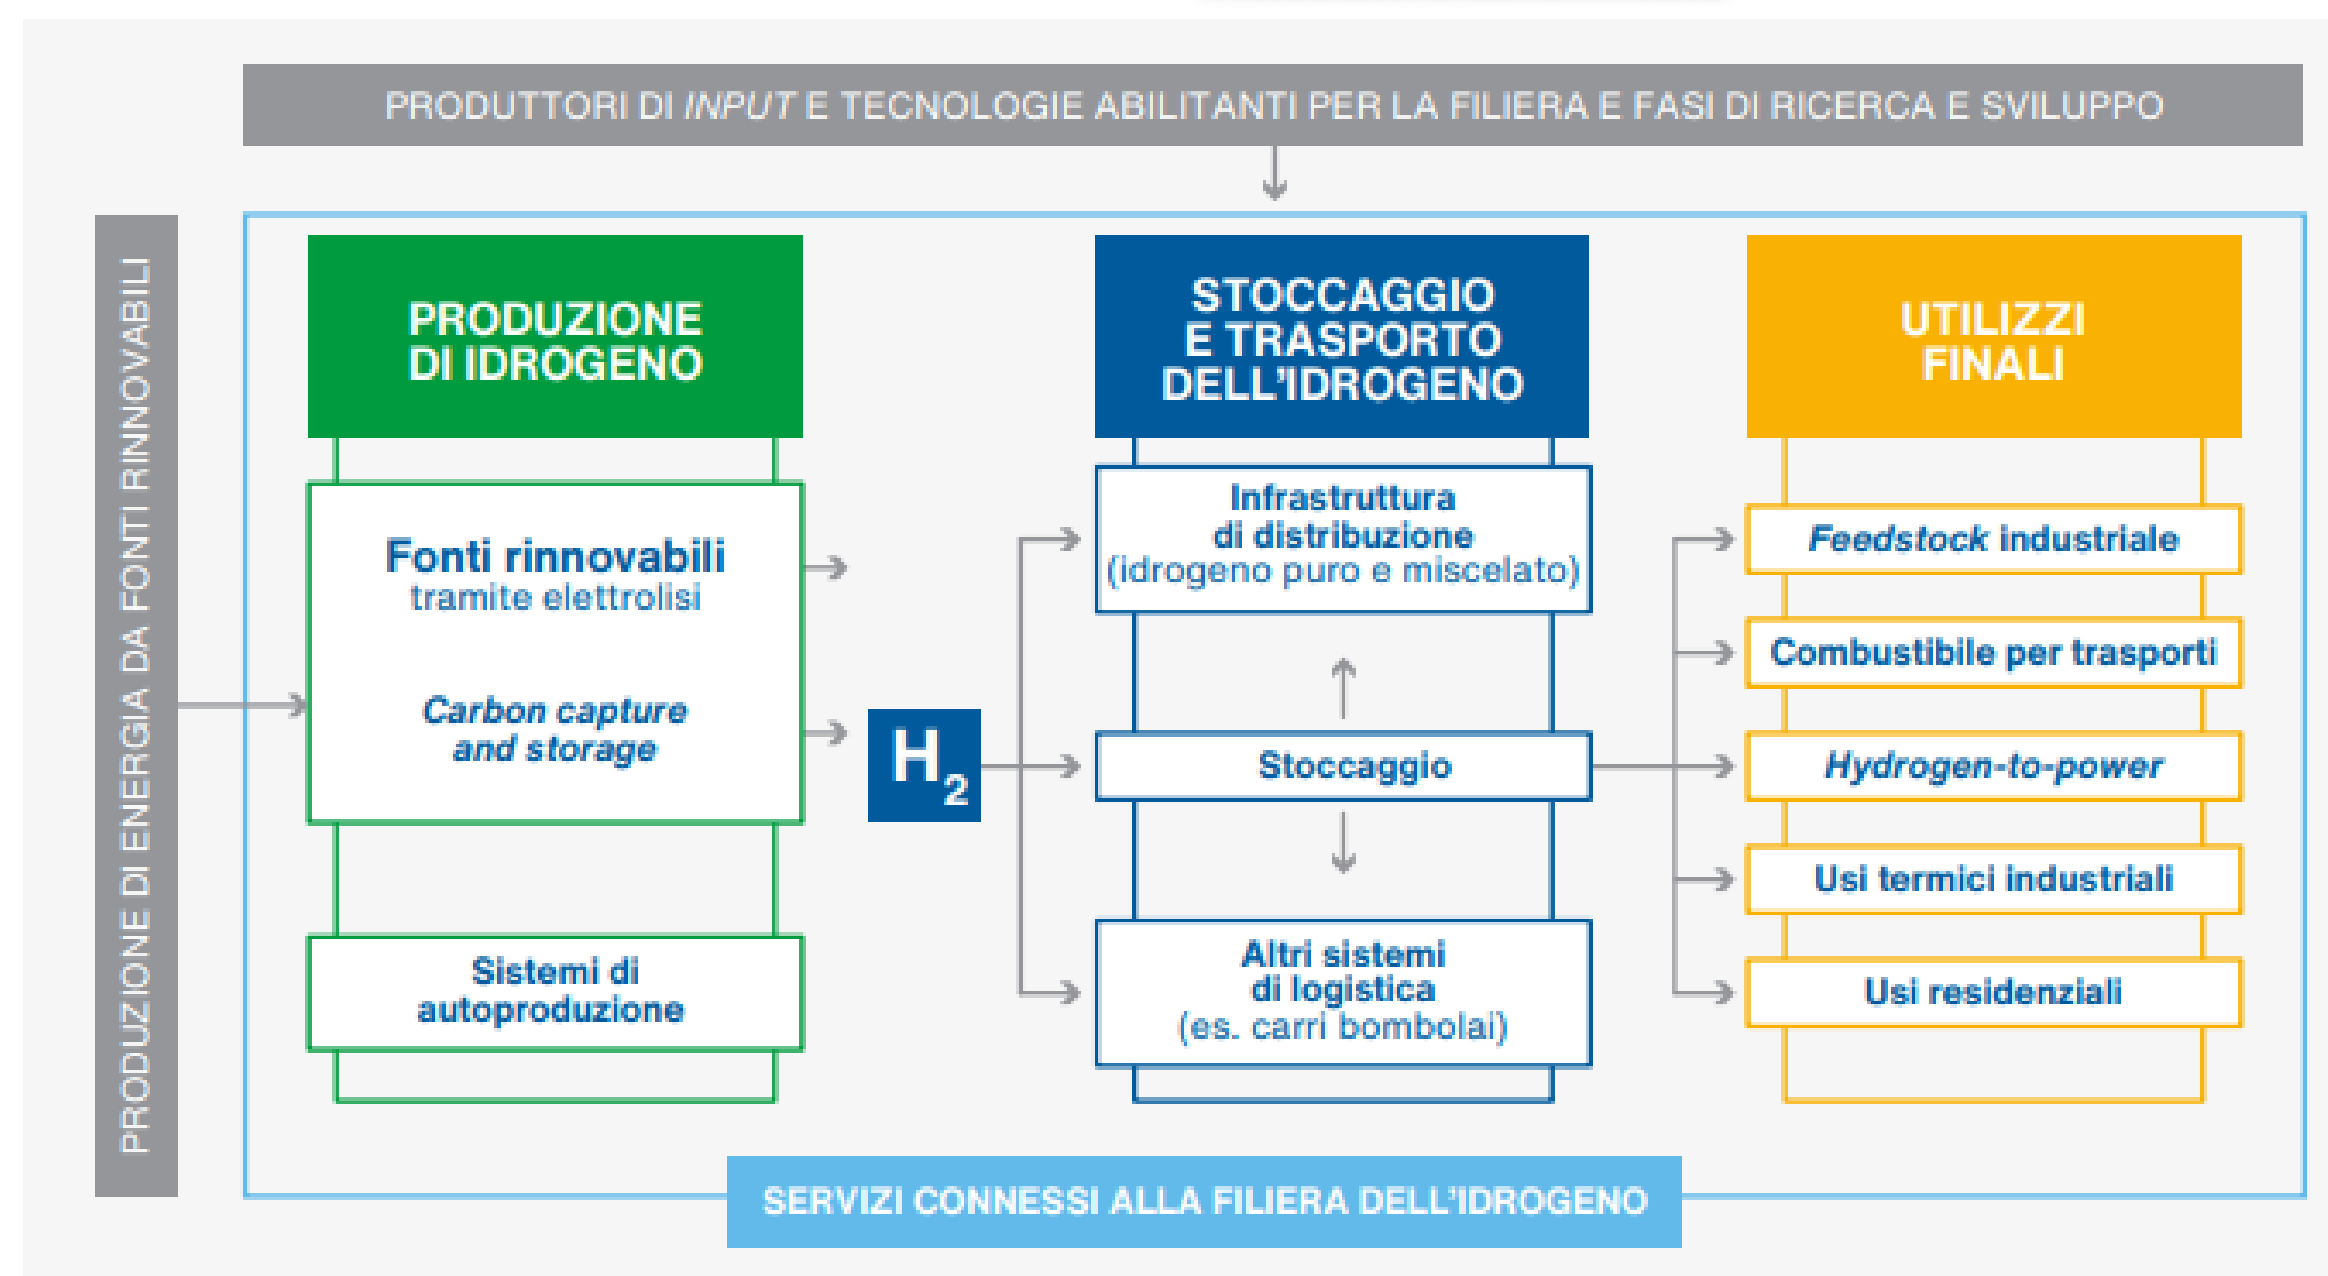 PRODUTTORI DI INPUT E TECNOLOGIE ABILITANTI PER LA FILIERA E FASI DI RICERCA E SVILUPPO
PRODUZIONE DI ENERGIA DA FONTI RINNOVABILI
PRODUZIONE
DI IDROGENO
Fonti rinnovabili
tramite elettrolisi
Carbon capture
and storage
Sistemi di
autoproduzione
H2
STOCCAGGIO
E TRASPORTO
DELL'IDROGENO
Infrastruttura
di distribuzione
(idrogeno puro e miscelato)
Stoccaggio
Altri sistemi
di logistica
(es. carri bombolai)
UTILIZZI
FINALI
Feedstock industriale
Combustibile per trasporti
Hydrogen-to-power
Usi termici industriali
Usi residenziali
SERVIZI CONNESSI ALLA FILIERA DELL'IDROGENO